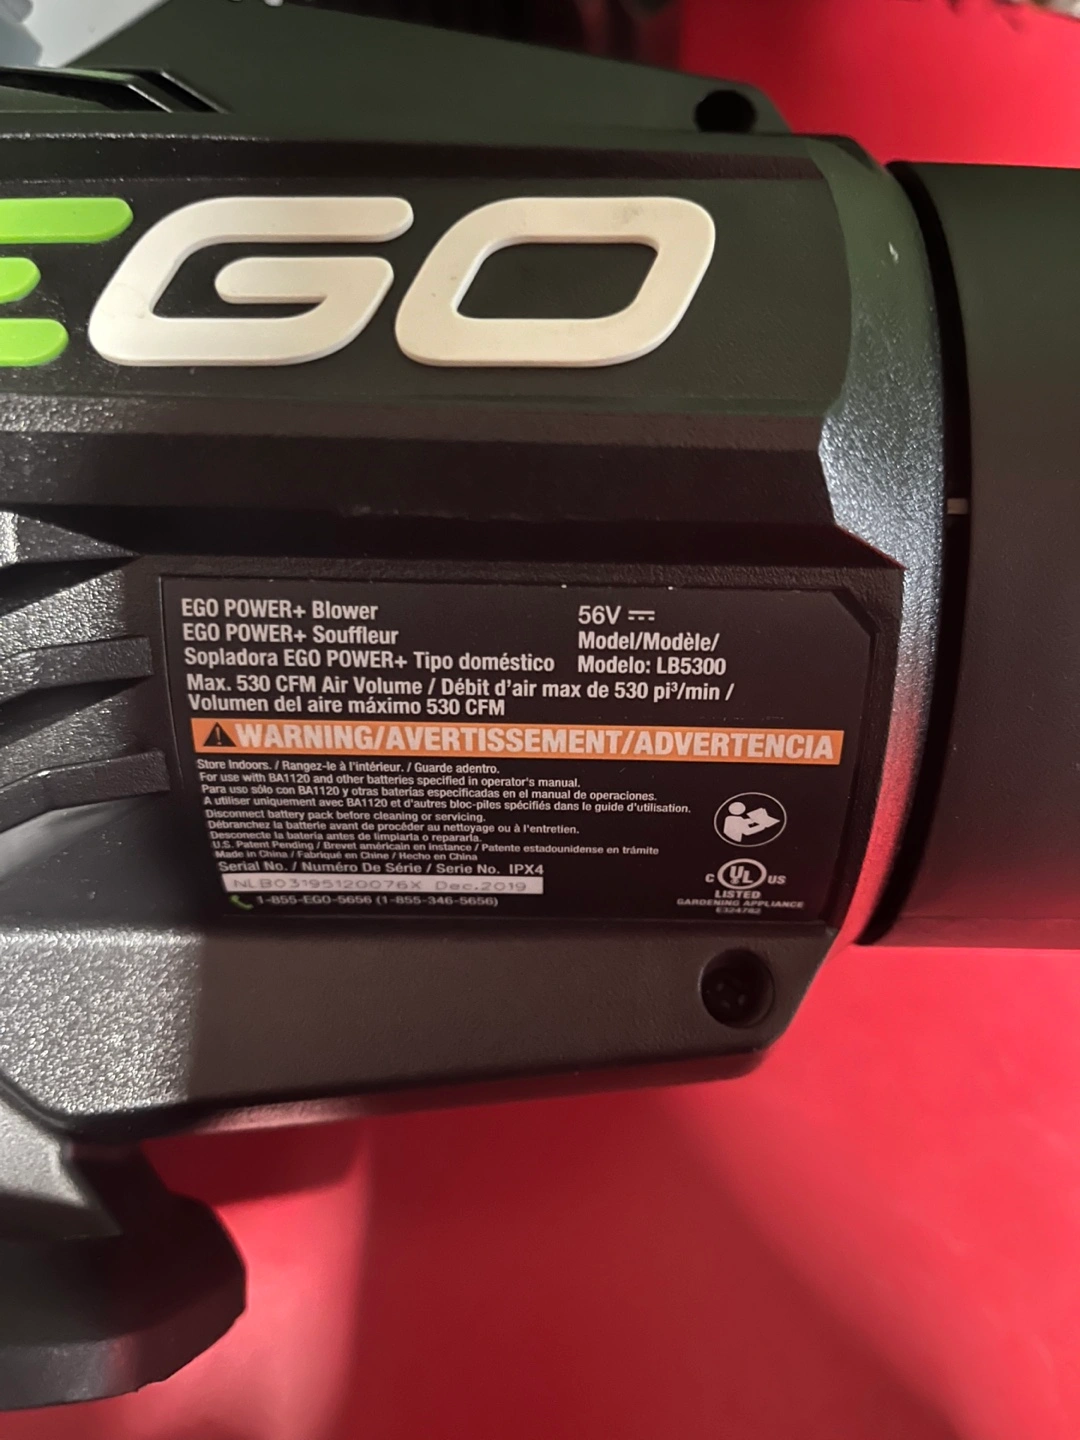 EGO
EGO POWER+ Blower
EGO POWER+ Souffleur
Sopladora EGO POWER+ Tipo doméstico
56V
Model/Modèle/
Modelo: LB5300
Max. 530 CFM Air Volume / Débit d'air max de 530 pi³/min /
Volumen del aire máximo 530 CFM
WARNING/AVERTISSEMENT/ADVERTENCIA
Store Indoors. / Rangez-le à l'intérieur. / Guarde adentro.
For use with BA1120 and other batteries specified in operator's manual.
Para uso sólo con BA1120 y otras baterías especificadas en el manual de operaciones.
A utiliser uniquement avec BA1120 et d'autres bloc-piles spécifiés dans le guide d'utilisation.
Disconnect battery pack before cleaning or servicing.
Débranchez la batterie avant de procéder au nettoyage ou à l'entretien.
Desconecte la batería antes de limpiarla o repararla.
U.S. Patent Pending / Brevet américain en instance / Patente estadounidense en trámite
Made in China / Fabriqué en Chine / Hecho en China
Serial No. / Numéro De Série / Serie No. IPX4
NLB03195120076X Dec.2019
1-855-EGO-5656 (1-855-346-5656)
C UL US
LISTED
GARDENING APPLIANCE
E324762